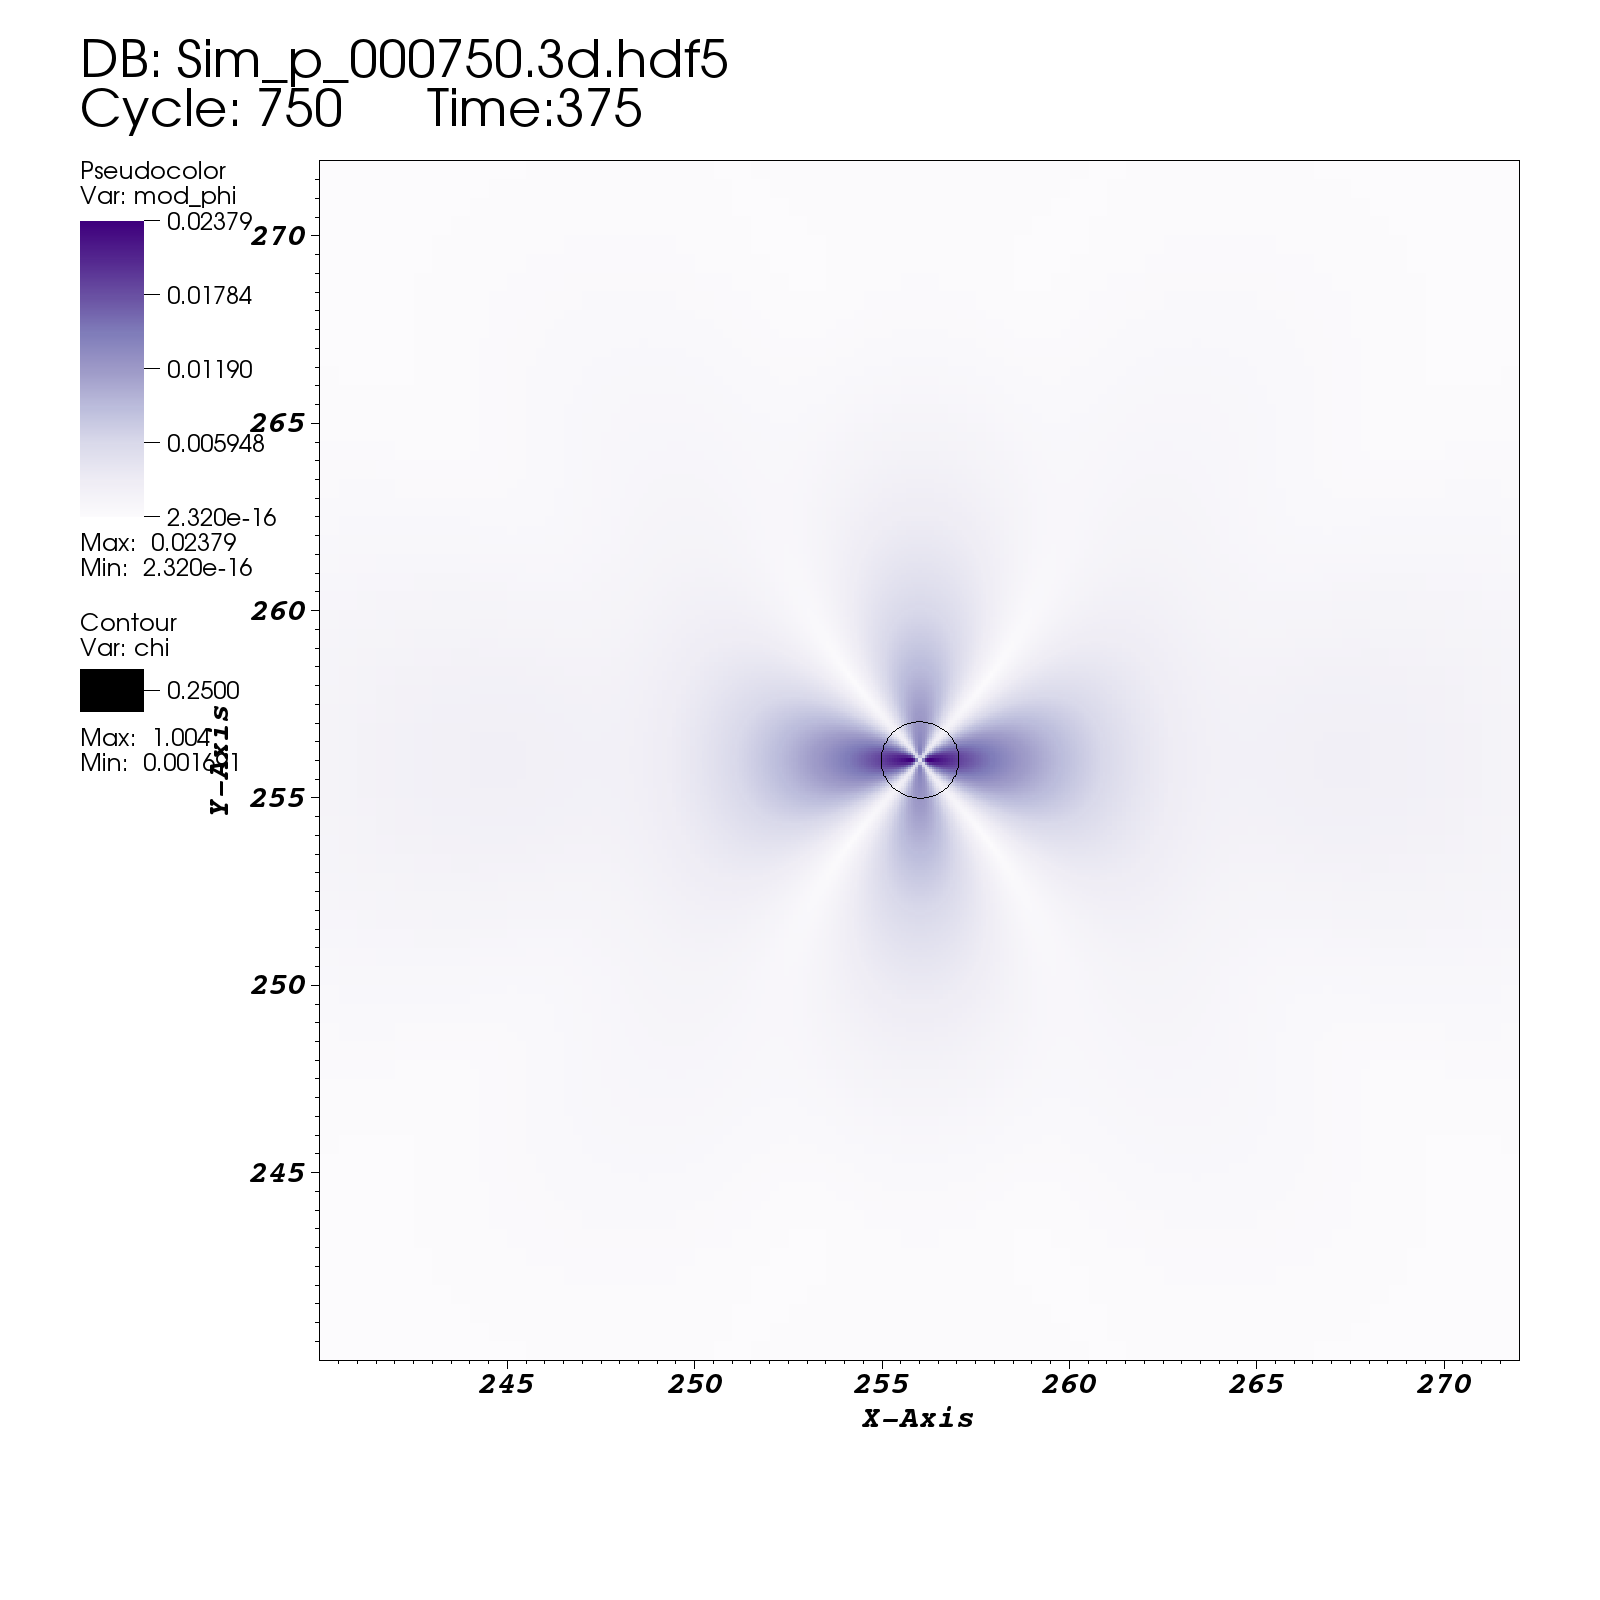 DB: Sim_p_000750.3d.hdf5
Cycle: 750 Time:375
Pseudocolor
Var: mod_phi
0.02379
0.01784
0.01190
0.005948
2.320e-16
Max: 0.02379
Min: 2.320e-16
Contour
Var: chi
0.2500
Max: 1.004
Min:
270
265
260
255
250
245
Y-Axis
245 250 255 260 265 270
X-Axis